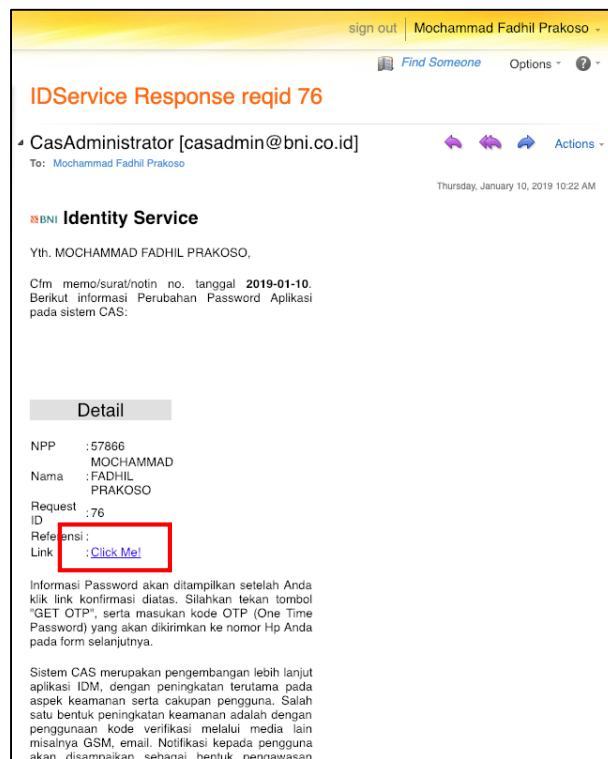 sign out Mochammad Fadhil Prakoso
Find Someone Options ?
IDService Response reqid 76
CasAdministrator [casadmin@bni.co.id]
Actions
To: Mochammad Fadhil Prakoso
Thursday, January 10, 2019 10:22 AM
BNI Identity Service
Yth. MOCHAMMAD FADHIL PRAKOSO,
Cfm memo/surat/notin no. tanggal 2019-01-10.
Berikut informasi Perubahan Password Aplikasi
pada sistem CAS:
Detail
NPP : 57866
Nama : MOCHAMMAD
FADHIL
PRAKOSO
Request
ID : 76
Referensi :
Link : Click Me!
Informasi Password akan ditampilkan setelah Anda
klik link konfirmasi diatas. Silahkan tekan tombol
"GET OTP", serta masukan kode OTP (One Time
Password) yang akan dikirimkan ke nomor Hp Anda
pada form selanjutnya.
Sistem CAS merupakan pengembangan lebih lanjut
aplikasi IDM, dengan peningkatan terutama pada
aspek keamanan serta cakupan pengguna. Salah
satu bentuk peningkatan keamanan adalah dengan
penggunaan kode verifikasi melalui media lain
misalnya GSM, email. Notifikasi kepada pengguna
akan disampaikan sebagai bentuk pengawasan